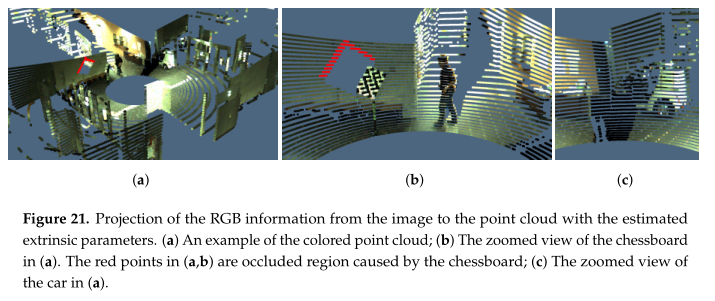 (a)
(b)
(c)
Figure 21. Projection of the RGB information from the image to the point cloud with the estimated
extrinsic parameters. (a) An example of the colored point cloud; (b) The zoomed view of the chessboard
in (a). The red points in (a,b) are occluded region caused by the chessboard; (c) The zoomed view of
the car in (a).